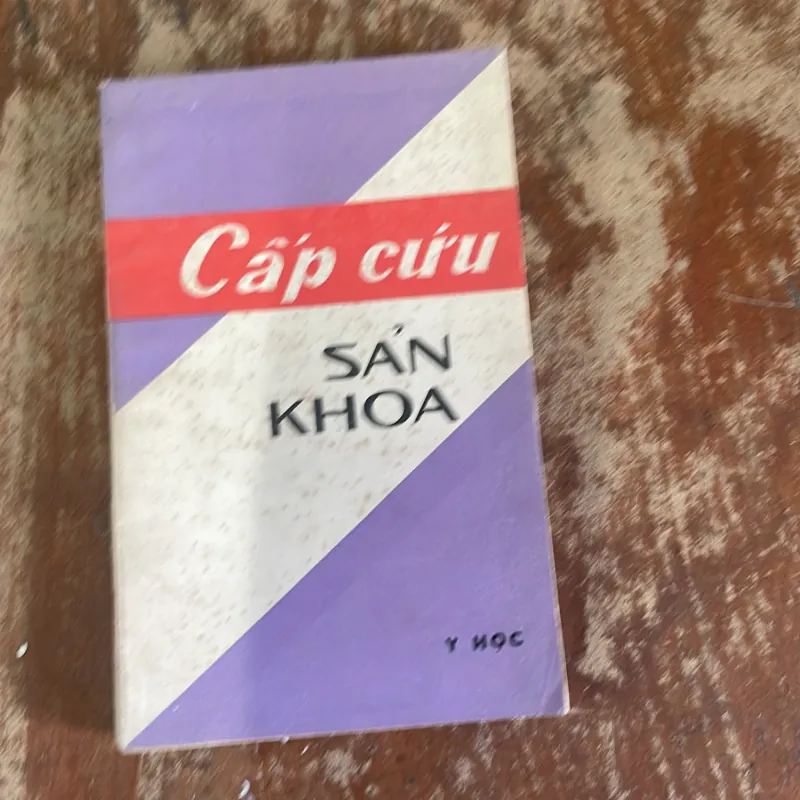 Cấp cứu
SẢN
KHOA
Y HỌC